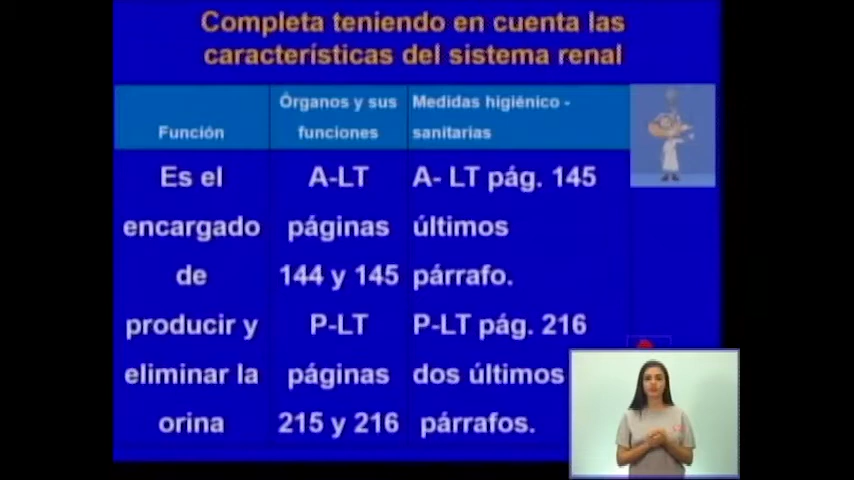 Completa teniendo en cuenta las
características del sistema renal
Función
Órganos y sus
funciones
Medidas higiénico -
sanitarias
Es el
encargado
de
producir y
eliminar la
orina
A-LT
páginas
144 y 145
P-LT
páginas
215 y 216
A- LT pág. 145
últimos
párrafo.
P-LT pág. 216
dos últimos
párrafos.